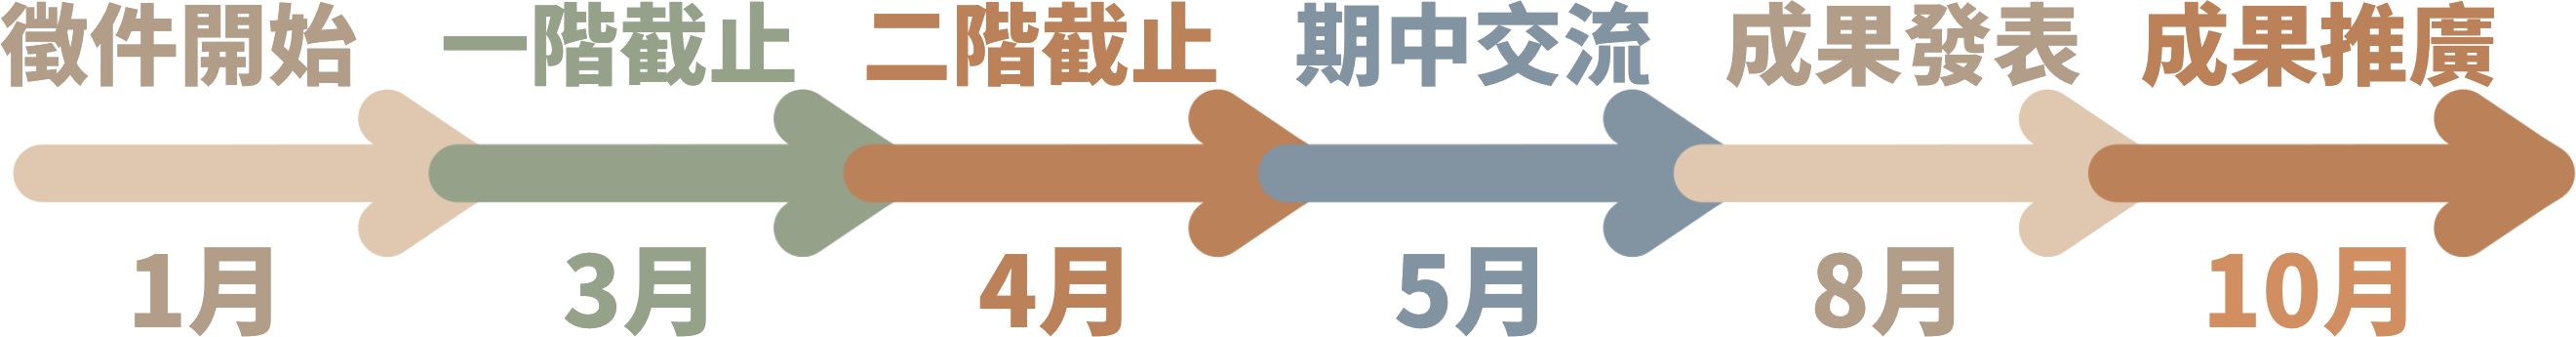 徵件開始 一階截止 二階截止 期中交流 成果發表 成果推廣
1月 3月 4月 5月 8月 10月